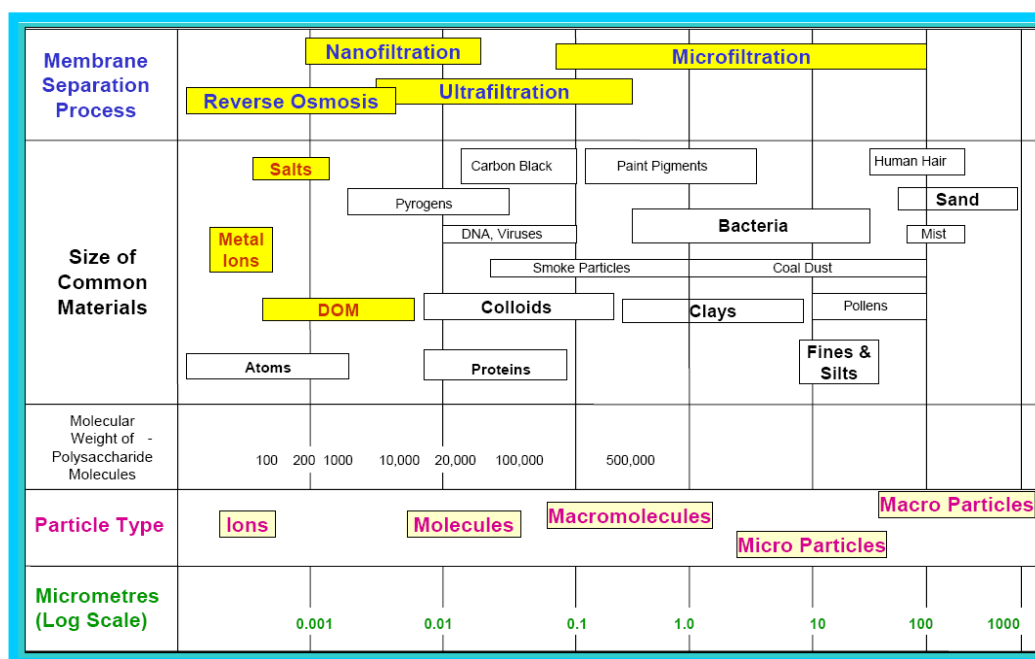 Membrane
Separation
Process
Nanofiltration
Microfiltration
Ultrafiltration
Reverse Osmosis
Size of
Common
Materials
Salts
Carbon Black
Paint Pigments
Human Hair
Pyrogens
Sand
Metal
Ions
DNA, Viruses
Bacteria
Mist
Smoke Particles
Coal Dust
DOM
Colloids
Clays
Pollens
Atoms
Proteins
Fines &
Silts
Molecular
Weight of -
Polysaccharide
Molecules
100 200 1000 10,000 20,000 100,000 500,000
Particle Type
Ions
Molecules
Macromolecules
Micro Particles
Macro Particles
Micrometres
(Log Scale)
0.001 0.01 0.1 1.0 10 100 1000